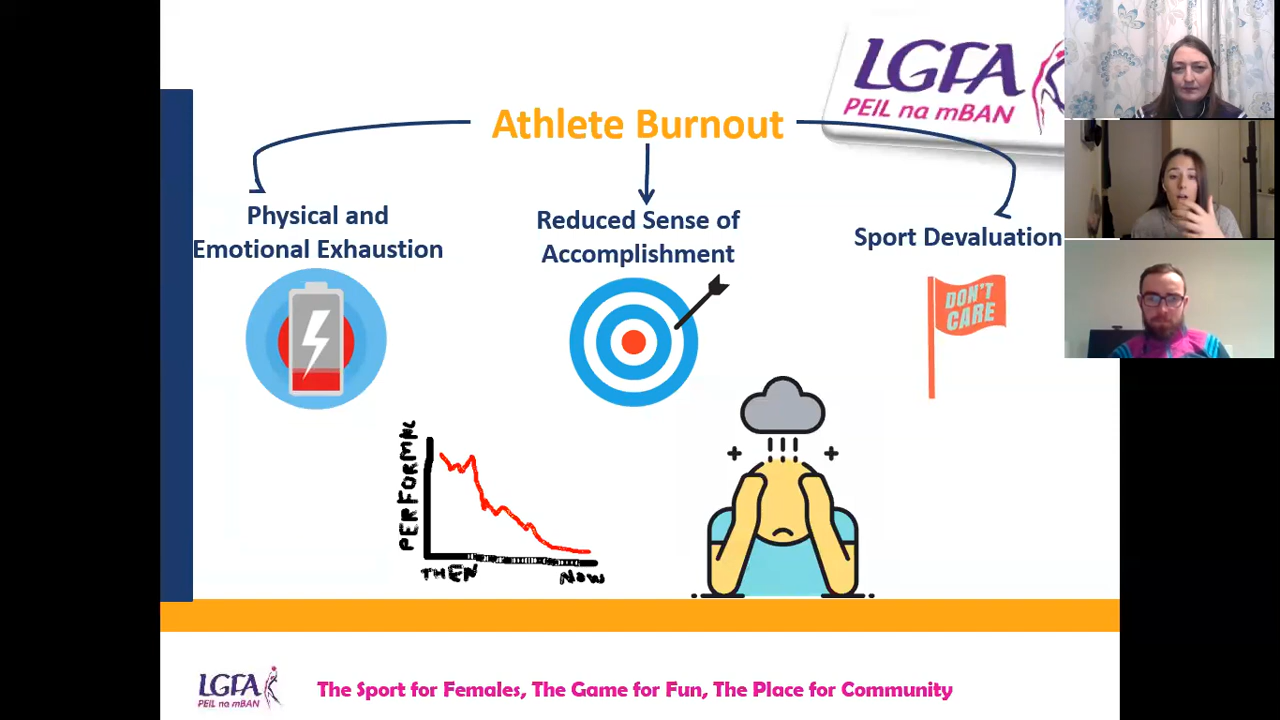 LGFA
PEIL na mBAN
Athlete Burnout
Physical and
Emotional Exhaustion
Reduced Sense of
Accomplishment
Sport Devaluation
DON'T
CARE
PERFORMANC
THEN
NOW
LGFA
PEIL na mBAN
The Sport for Females, The Game for Fun, The Place for Community